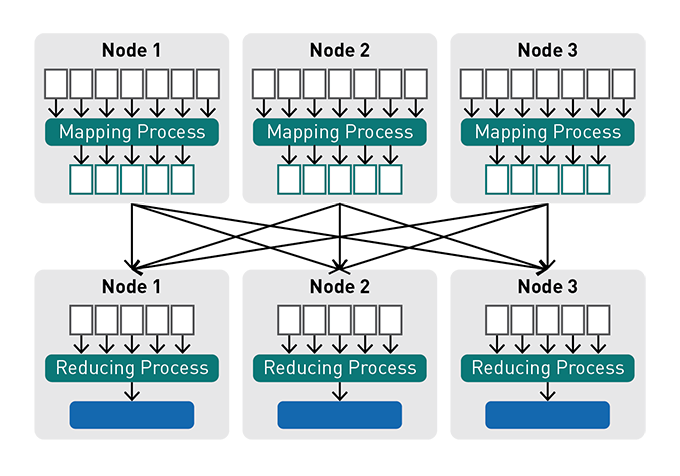 Node 1
Node 2
Node 3
Mapping Process
Mapping Process
Mapping Process
Node 1
Node 2
Node 3
Reducing Process
Reducing Process
Reducing Process